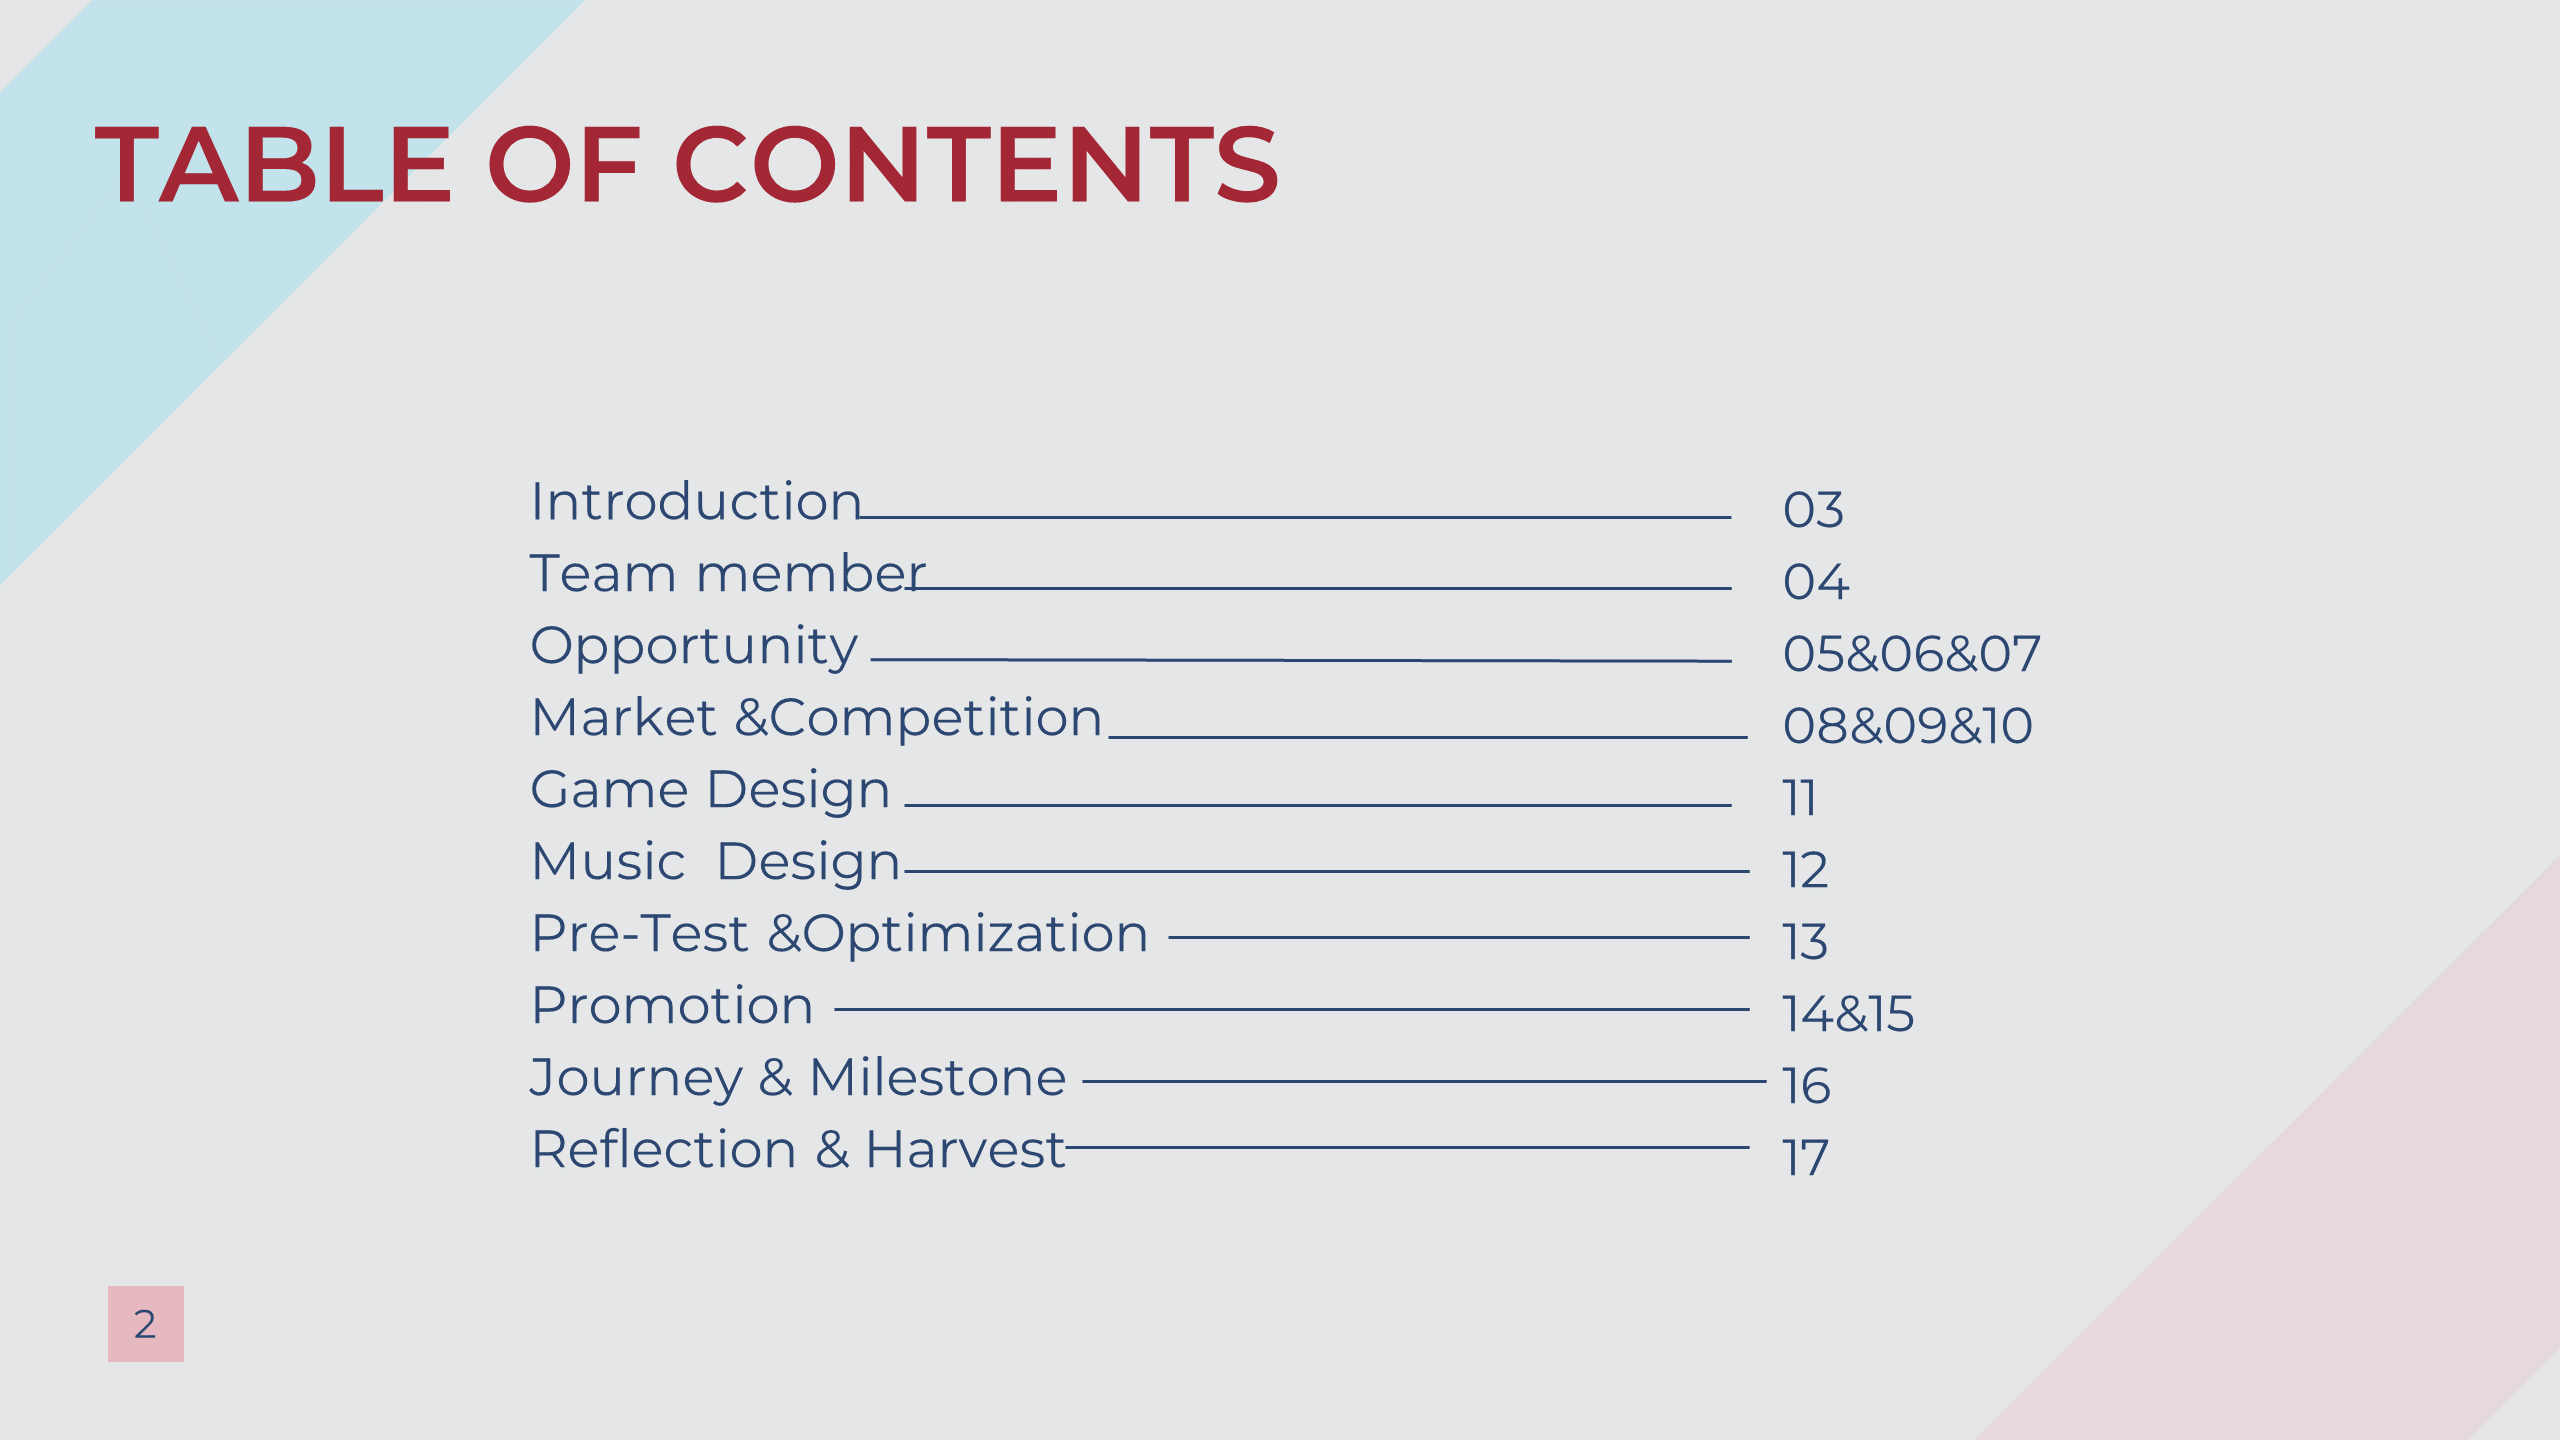 TABLE OF CONTENTS
Introduction 03
Team member 04
Opportunity 05&06&07
Market &Competition 08&09&10
Game Design 11
Music  Design 12
Pre-Test &Optimization 13
Promotion 14&15
Journey & Milestone 16
Reflection & Harvest 17
2